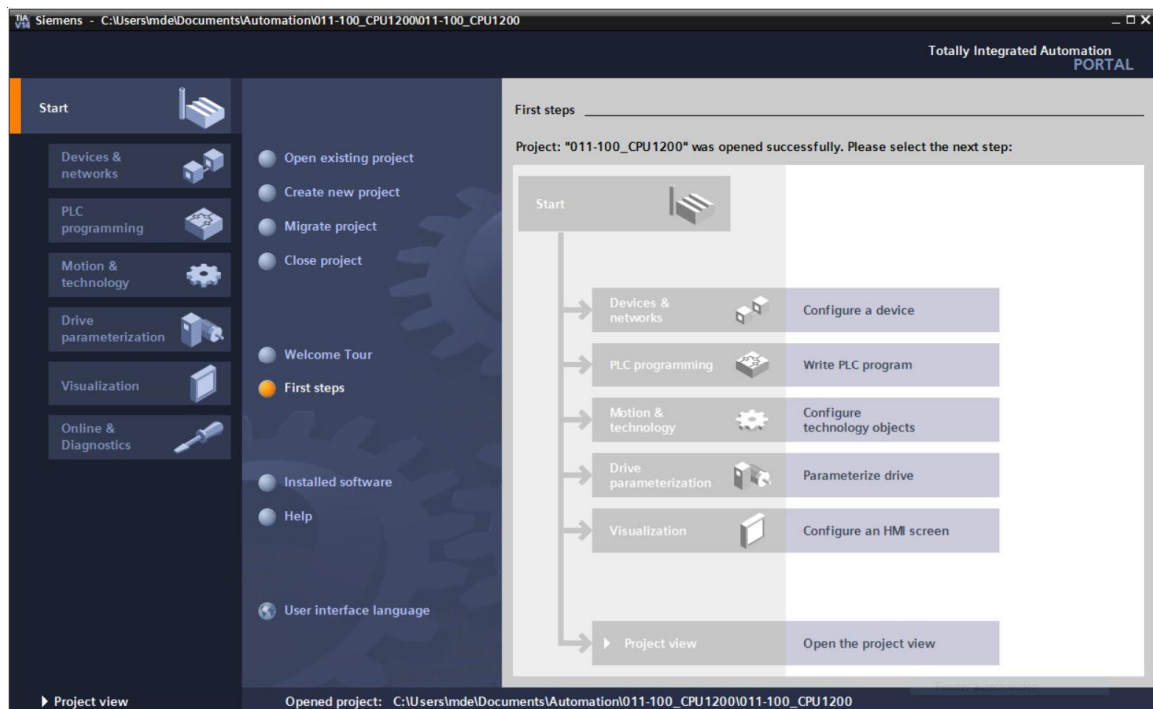 TIA V14 Siemens - C:\Users\mde\Documents\Automation\011-100_CPU1200\011-100_CPU1200
Totally Integrated Automation
PORTAL
Start
Devices &
networks
PLC
programming
Motion &
technology
Drive
parameterization
Visualization
Online &
Diagnostics
Open existing project
Create new project
Migrate project
Close project
Welcome Tour
First steps
Installed software
Help
User interface language
First steps
Project: "011-100_CPU1200" was opened successfully. Please select the next step:
Start
Devices &
networks
Configure a device
PLC programming
Write PLC program
Motion &
technology
Configure
technology objects
Drive
parameterization
Parameterize drive
Visualization
Configure an HMI screen
Project view
Open the project view
Project view
Opened project: C:\Users\mde\Documents\Automation\011-100_CPU1200\011-100_CPU1200